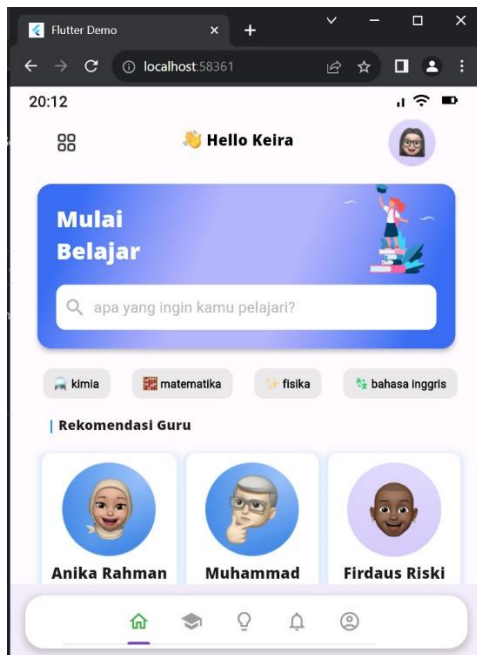 Flutter Demo
localhost:58361
20:12
Hello Keira
Mulai
Belajar
apa yang ingin kamu pelajari?
kimia matematika fisika bahasa inggris
Rekomendasi Guru
Anika Rahman Muhammad Firdaus Riski